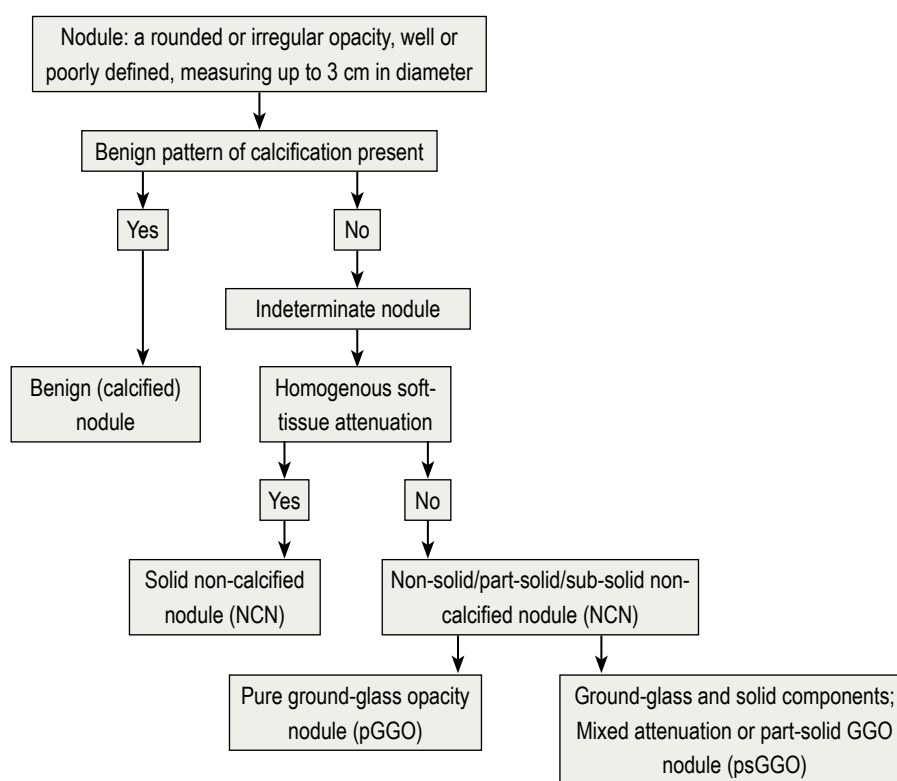 Nodule: a rounded or irregular opacity, well or
poorly defined, measuring up to 3 cm in diameter
Benign pattern of calcification present
Yes
No
Indeterminate nodule
Benign (calcified)
nodule
Homogenous soft-
tissue attenuation
Yes
No
Solid non-calcified
nodule (NCN)
Non-solid/part-solid/sub-solid non-
calcified nodule (NCN)
Pure ground-glass opacity
nodule (pGGO)
Ground-glass and solid components;
Mixed attenuation or part-solid GGO
nodule (psGGO)